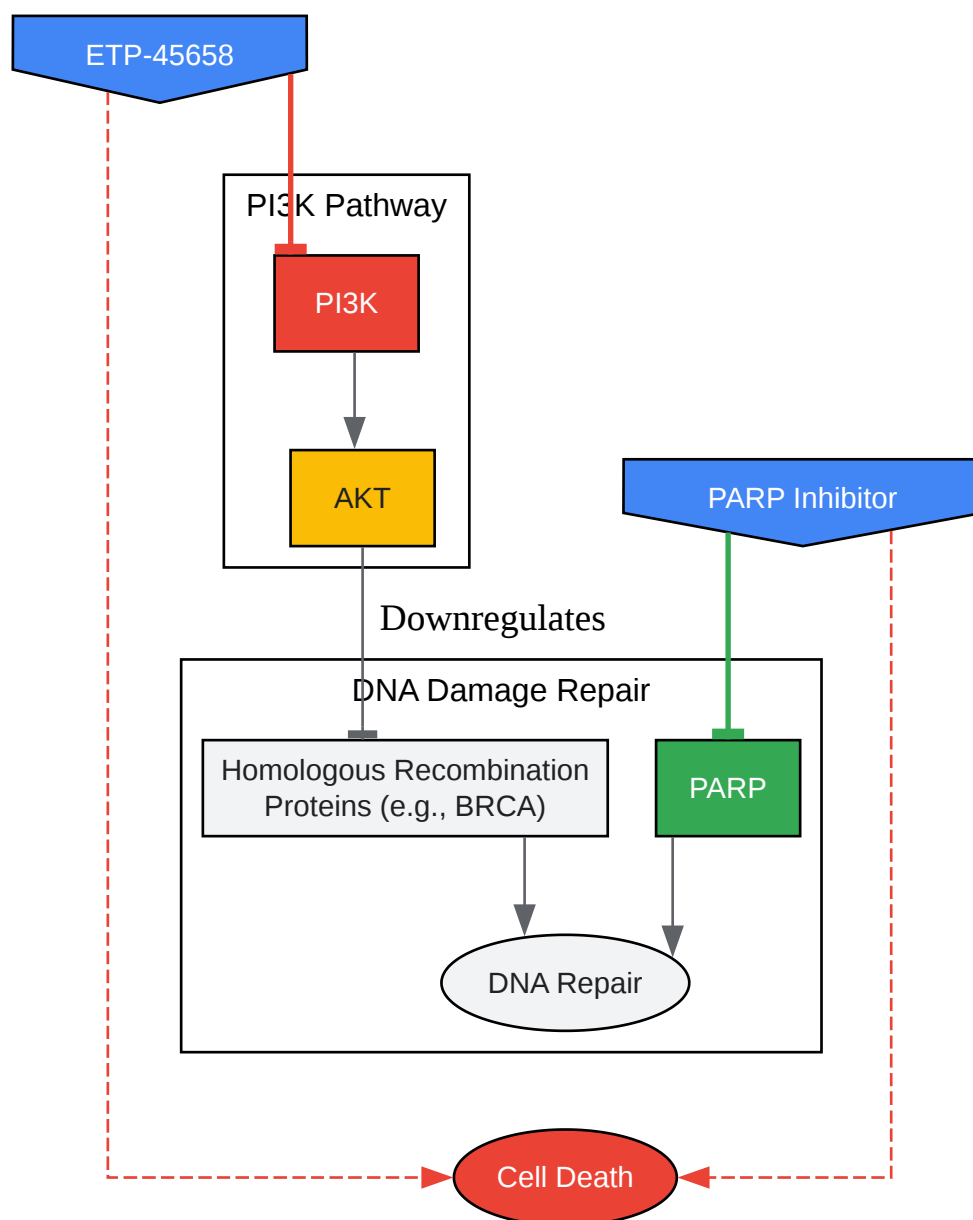 ETP-45658
PI3K Pathway
PI3K
AKT
PARP Inhibitor
Downregulates
DNA Damage Repair
Homologous Recombination
Proteins (e.g., BRCA)
PARP
DNA Repair
Cell Death